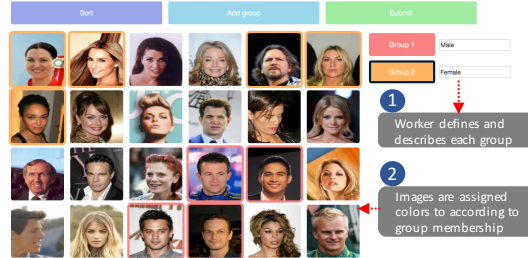 Sort
Add group
Submit
Group 1
Male
Group 2
Female
1
Worker defines and
describes each group
2
Images are assigned
colors to according to
group membership